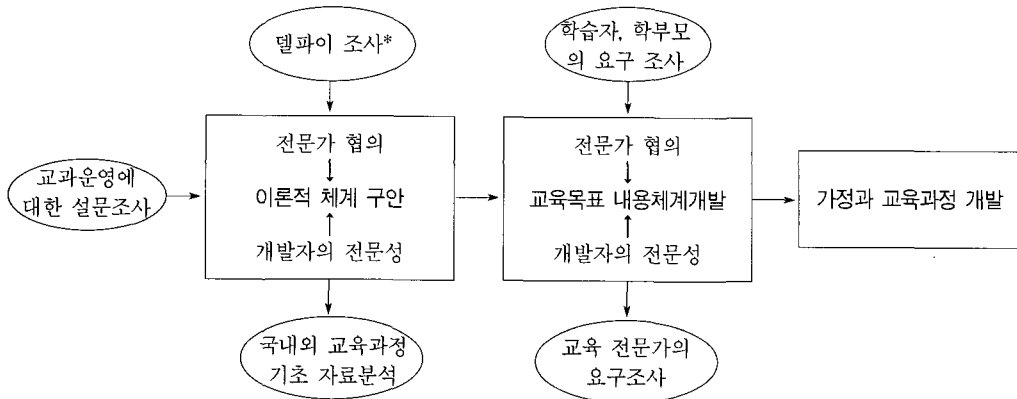 델파이 조사*
학습자, 학부모
의 요구 조사
교과운영에
대한 설문조사
전문가 협의
이론적 체계 구안
개발자의 전문성
전문가 협의
교육목표 내용체계개발
개발자의 전문성
가정과 교육과정 개발
국내외 교육과정
기초 자료분석
교육 전문가의
요구조사